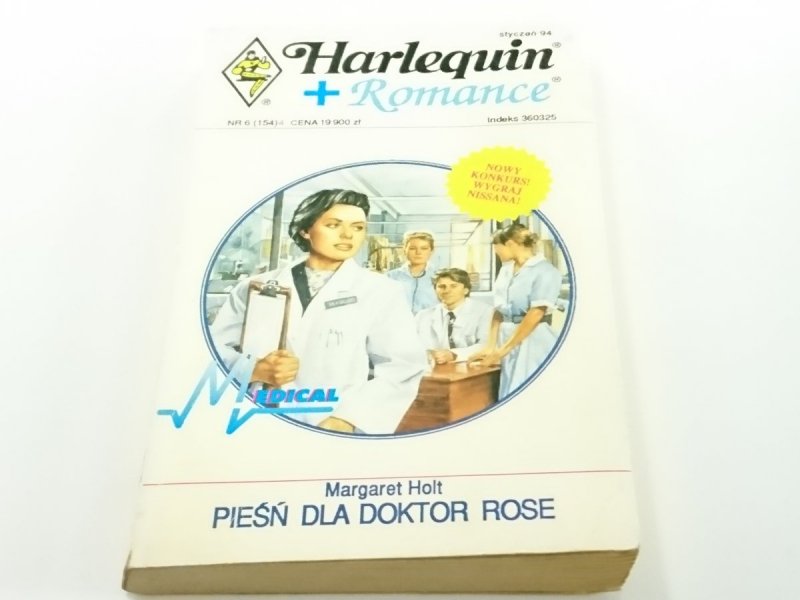 styczeń 94
Harlequin®
+ Romance®
®
NR 6 (154)4 CENA 19 900 zł
Indeks 360325
NOWY
KONKURS!
WYGRAJ
NISSANA!
MEDICAL
Margaret Holt
PIEŚŃ DLA DOKTOR ROSE